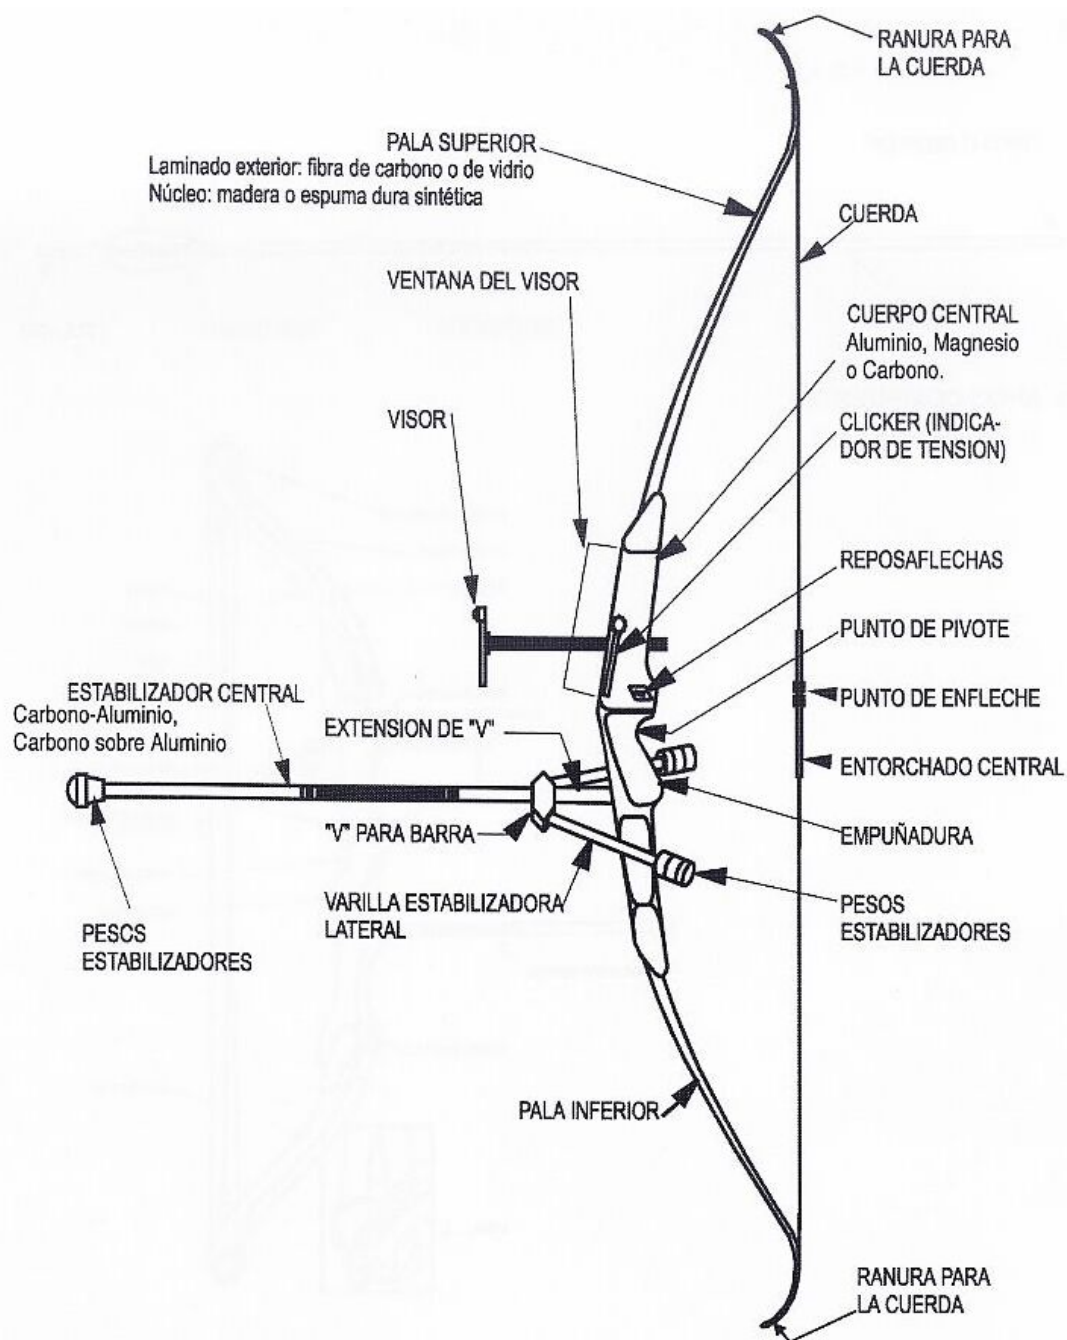 RANURA PARA
LA CUERDA
PALA SUPERIOR
Laminado exterior: fibra de carbono o de vidrio
Núcleo: madera o espuma dura sintética
CUERDA
VENTANA DEL VISOR
CUERPO CENTRAL
Aluminio, Magnesio
o Carbono.
VISOR
CLICKER (INDICA-
DOR DE TENSION)
REPOSAFLECHAS
PUNTO DE PIVOTE
ESTABILIZADOR CENTRAL
Carbono-Aluminio,
Carbono sobre Aluminio
EXTENSION DE "V"
PUNTO DE ENFLECHE
ENTORCHADO CENTRAL
"V" PARA BARRA
EMPUÑADURA
VARILLA ESTABILIZADORA
LATERAL
PESOS
ESTABILIZADORES
PESCS
ESTABILIZADORES
PALA INFERIOR
RANURA PARA
LA CUERDA